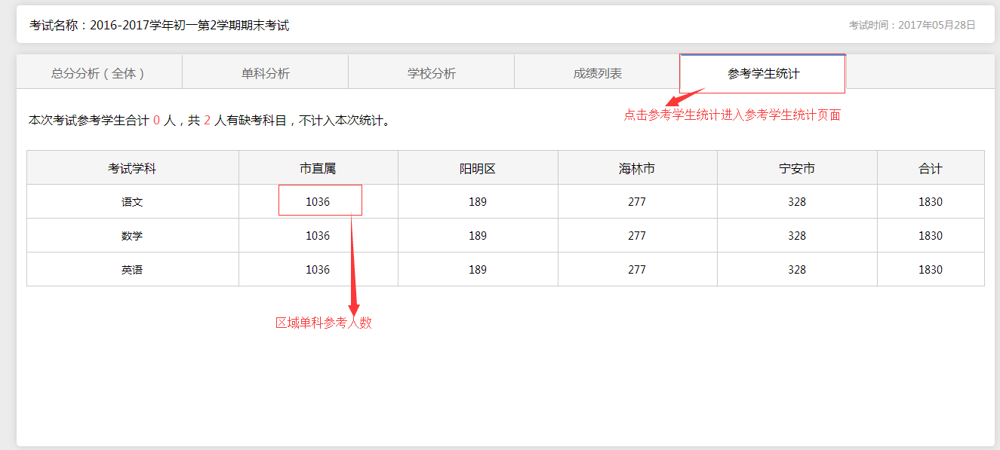 考试名称：2016-2017学年初一第2学期期末考试 考试时间：2017年05月28日
总分分析（全体） 单科分析 学校分析 成绩列表 参考学生统计
点击参考学生统计进入参考学生统计页面
本次考试参考学生合计 0 人，共 2 人有缺考科目，不计入本次统计。
考试学科 市直属 阳明区 海林市 宁安市 合计
语文 1036 189 277 328 1830
数学 1036 189 277 328 1830
英语 1036 189 277 328 1830
区域单科参考人数